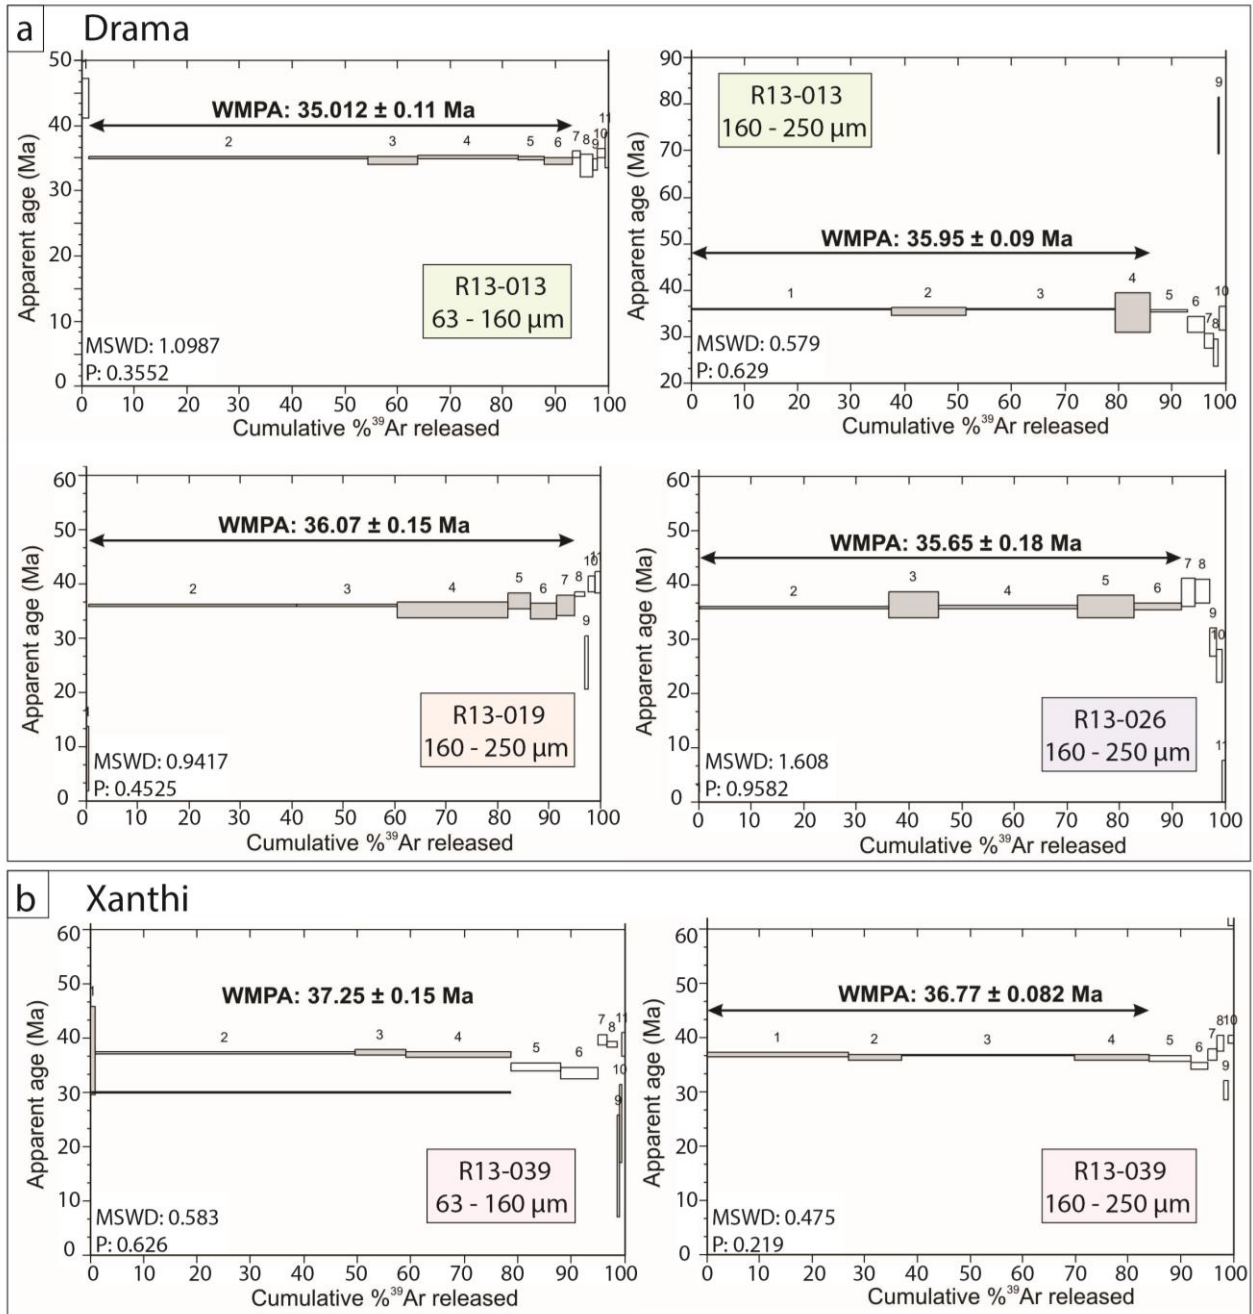 a Drama
50
40
30
20
10
0
Apparent age (Ma)
WMPA: 35.012 ± 0.11 Ma
2 3 4 5 6 7 8 9 10 11
R13-013
63 - 160 µm
MSWD: 1.0987
P: 0.3552
0 10 20 30 40 50 60 70 80 90 100
Cumulative %³⁹Ar released
90
80
70
60
50
40
30
20
Apparent age (Ma)
R13-013
160 - 250 µm
WMPA: 35.95 ± 0.09 Ma
1 2 3 4 5 6 7 8 9 10
MSWD: 0.579
P: 0.629
0 10 20 30 40 50 60 70 80 90 100
Cumulative %³⁹Ar released
60
50
40
30
20
10
0
Apparent age (Ma)
WMPA: 36.07 ± 0.15 Ma
2 3 4 5 6 7 8 9 10
R13-019
160 - 250 µm
MSWD: 0.9417
P: 0.4525
0 10 20 30 40 50 60 70 80 90 100
Cumulative %³⁹Ar released
60
50
40
30
20
10
0
Apparent age (Ma)
WMPA: 35.65 ± 0.18 Ma
2 3 4 5 6 7 8 9 10 11
R13-026
160 - 250 µm
MSWD: 1.608
P: 0.9582
0 10 20 30 40 50 60 70 80 90 100
Cumulative %³⁹Ar released
b Xanthi
60
50
40
30
20
10
0
Apparent age (Ma)
WMPA: 37.25 ± 0.15 Ma
1 2 3 4 5 6 7 8 9 10 11
R13-039
63 - 160 µm
MSWD: 0.583
P: 0.626
0 10 20 30 40 50 60 70 80 90 100
Cumulative %³⁹Ar released
60
50
40
30
20
10
0
Apparent age (Ma)
WMPA: 36.77 ± 0.082 Ma
1 2 3 4 5 6 7 8 9 10
R13-039
160 - 250 µm
MSWD: 0.475
P: 0.219
0 10 20 30 40 50 60 70 80 90 100
Cumulative %³⁹Ar released